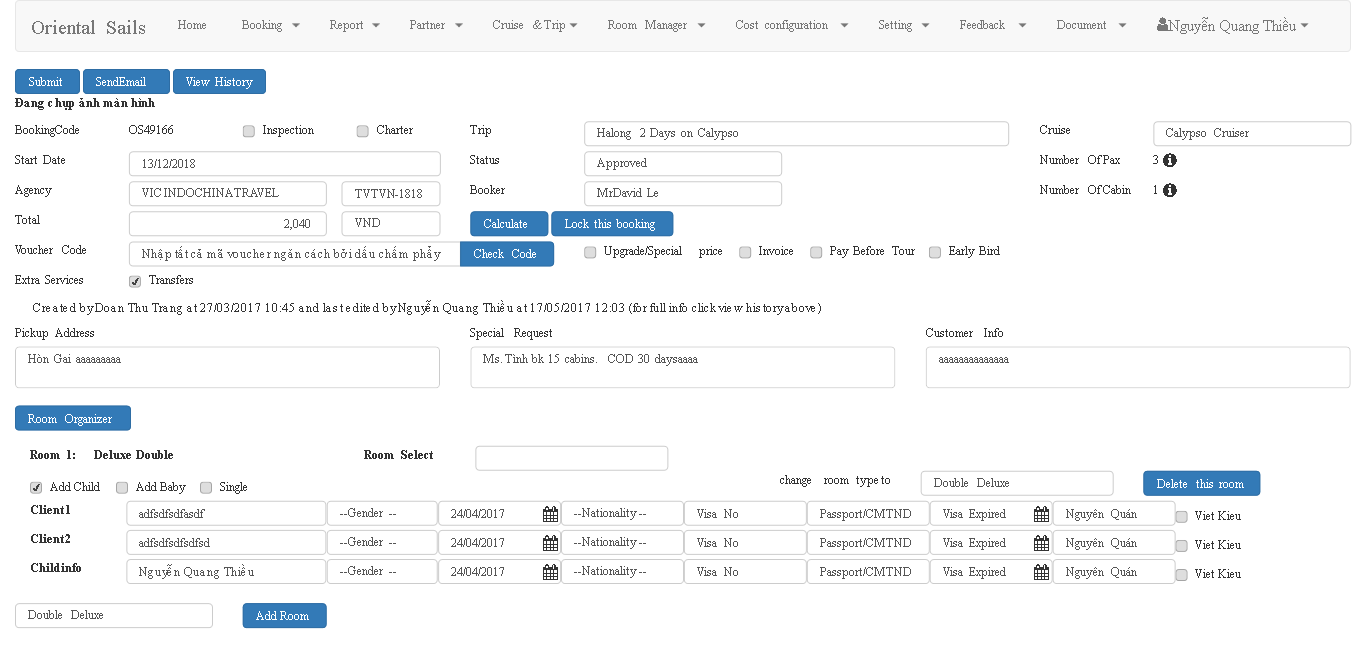 Oriental Sails Home Booking Report Partner Cruise & Trip Room Manager Cost configuration Setting Feedback Document Nguyễn Quang Thiều
Submit SendEmail View History
Đang chụp ảnh màn hình
BookingCode OS49166 Inspection Charter Trip Halong 2 Days on Calypso Cruise Calypso Cruiser
Start Date 13/12/2018 Status Approved Number Of Pax 3
Agency VIC INDOCHINA TRAVEL TVTVN-1818 Booker MrDavid Le Number Of Cabin 1
Total 2,040 VND Calculate Lock this booking
Voucher Code Nhập tất cả mã voucher ngăn cách bởi dấu chấm phẩy Check Code Upgrade/Special price Invoice Pay Before Tour Early Bird
Extra Services Transfers
Created by Doan Thu Trang at 27/03/2017 10:45 and last edited by Nguyễn Quang Thiều at 17/05/2017 12:03 (for full info click view history above)
Pickup Address Special Request Customer Info
Hòn Gai aaaaaaaaa Ms. Tình bk 15 cabins. COD 30 daysaaaa aaaaaaaaaaaaaa
Room Organizer
Room 1: Deluxe Double Room Select
change room type to Double Deluxe Delete this room
Add Child Add Baby Single
Client1 adfsdfsdfasdf --Gender -- 24/04/2017 --Nationality-- Visa No Passport/CMTND Visa Expired Nguyên Quán Viet Kieu
Client2 adfsdfsdfsdfsd --Gender -- 24/04/2017 --Nationality-- Visa No Passport/CMTND Visa Expired Nguyên Quán Viet Kieu
Childinfo Nguyễn Quang Thiều --Gender -- 24/04/2017 --Nationality-- Visa No Passport/CMTND Visa Expired Nguyên Quán Viet Kieu
Double Deluxe Add Room